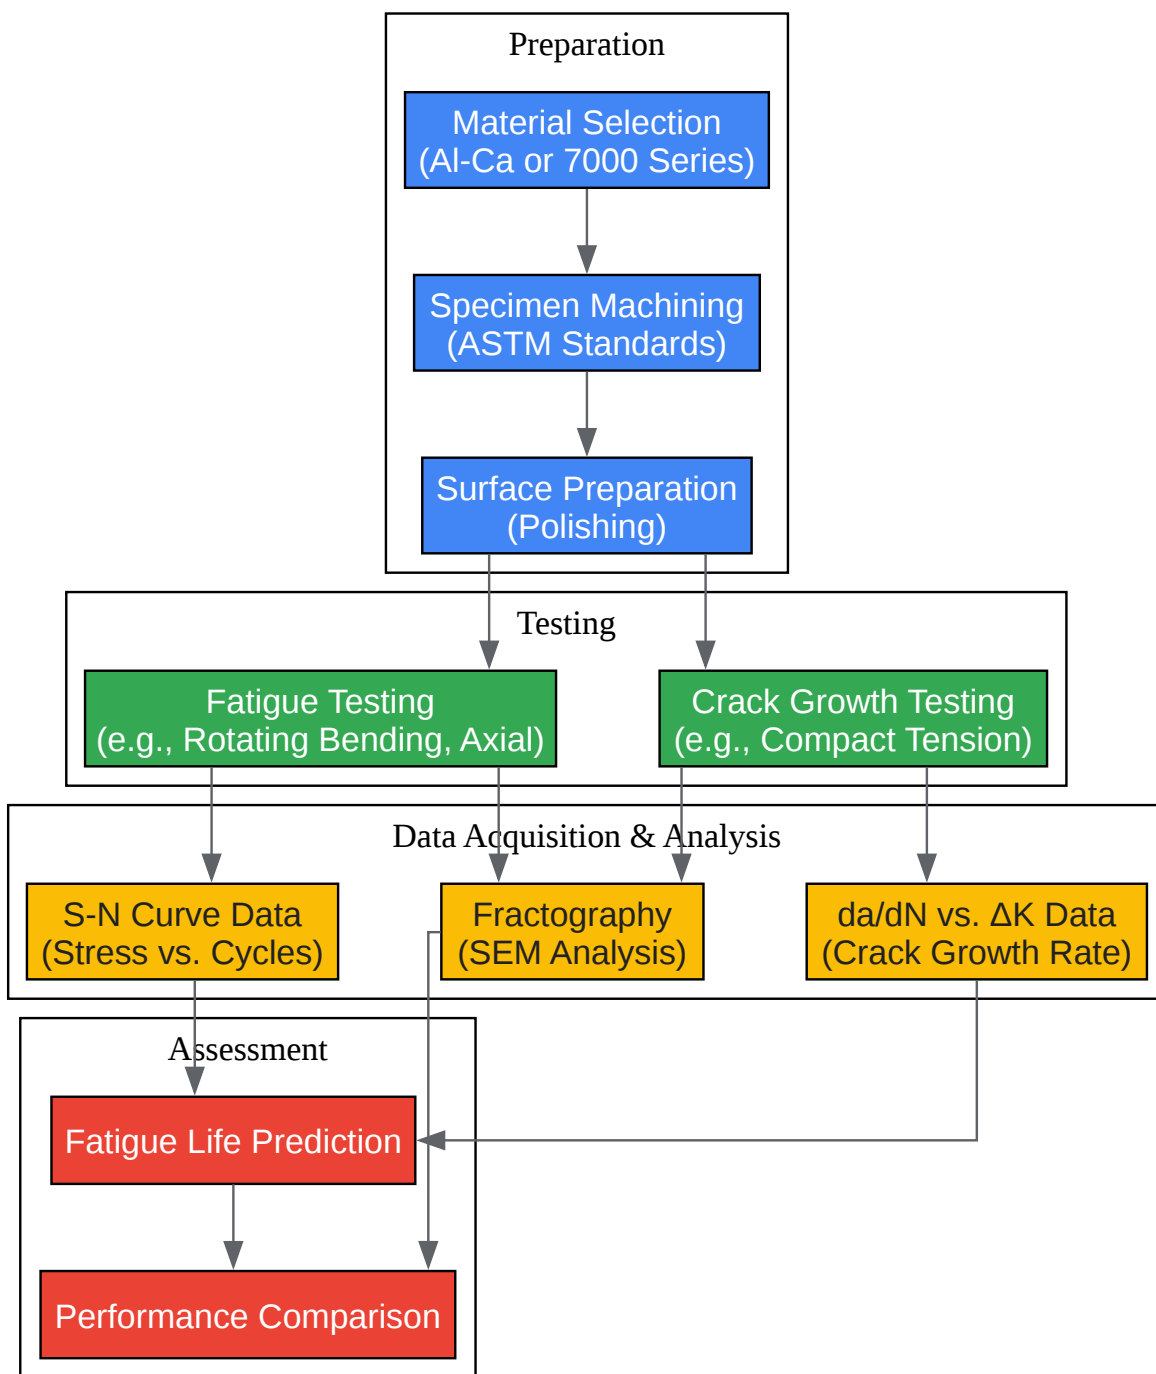 Preparation
Material Selection
(Al-Ca or 7000 Series)
Specimen Machining
(ASTM Standards)
Surface Preparation
(Polishing)
Testing
Fatigue Testing
(e.g., Rotating Bending, Axial)
Crack Growth Testing
(e.g., Compact Tension)
Data Acquisition & Analysis
S-N Curve Data
(Stress vs. Cycles)
Fractography
(SEM Analysis)
da/dN vs. ΔK Data
(Crack Growth Rate)
Assessment
Fatigue Life Prediction
Performance Comparison